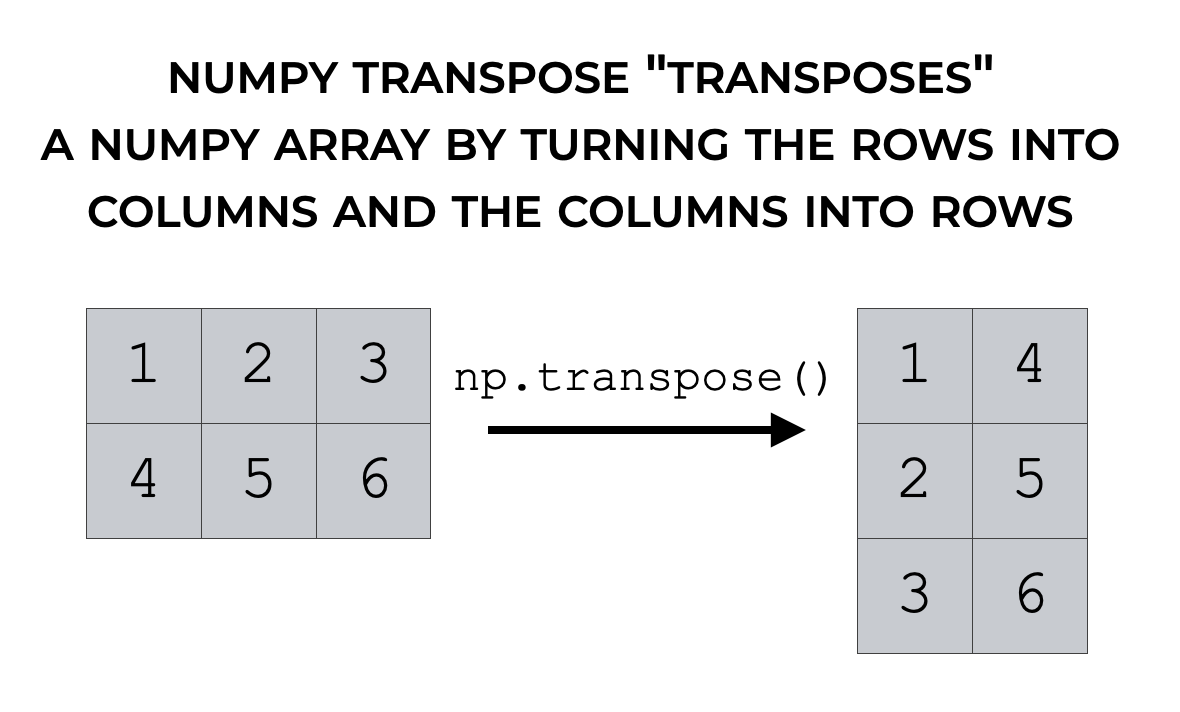 NUMPY TRANSPOSE "TRANSPOSES"
A NUMPY ARRAY BY TURNING THE ROWS INTO
COLUMNS AND THE COLUMNS INTO ROWS
1 2 3
4 5 6
np.transpose()
1 4
2 5
3 6